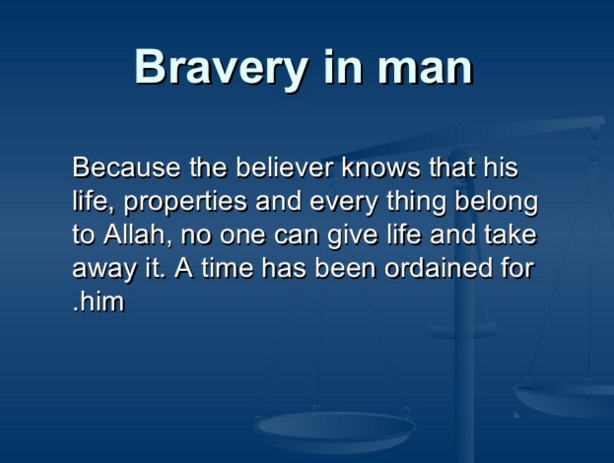 Bravery in man
Because the believer knows that his
life, properties and every thing belong
to Allah, no one can give life and take
away it. A time has been ordained for
.him